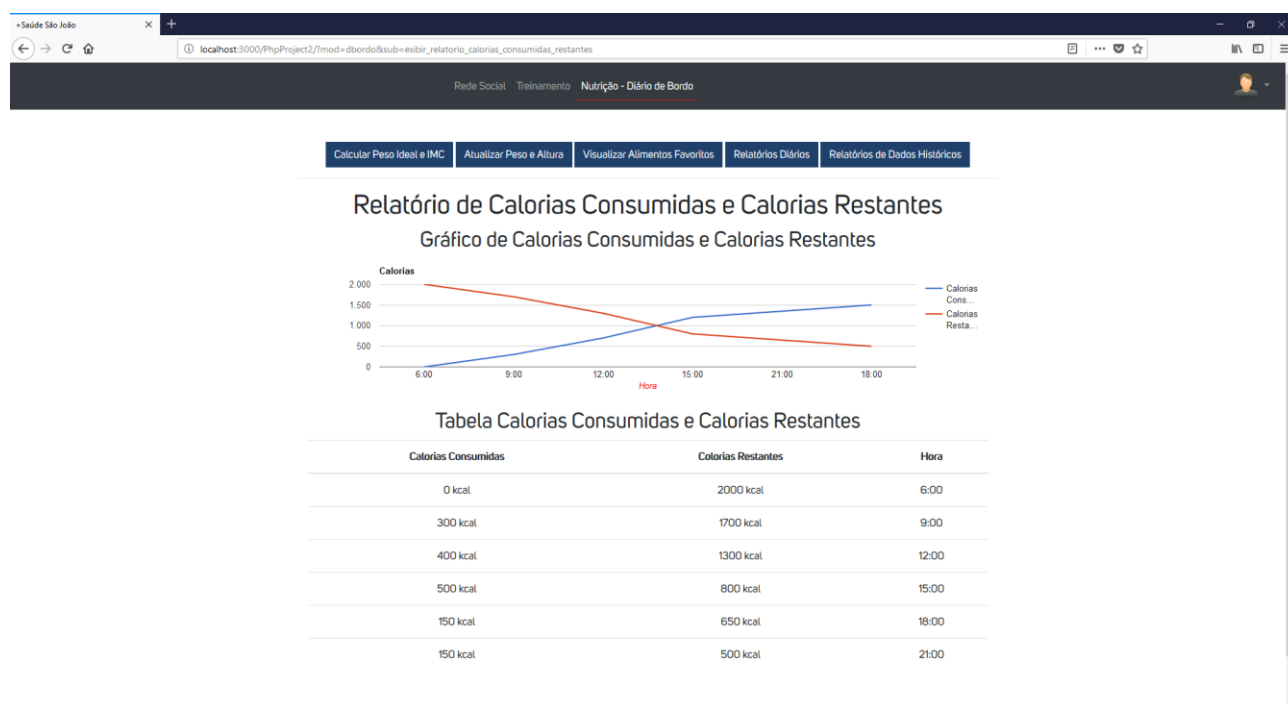 +Saúde São João
localhost:3000/PhpProject2/?mod=dbordo&sub=exibir_relatorio_calorias_consumidas_restantes
Rede Social Treinamento Nutrição - Diário de Bordo
Calcular Peso Ideal e IMC Atualizar Peso e Altura Visualizar Alimentos Favoritos Relatórios Diários Relatórios de Dados Históricos
Relatório de Calorias Consumidas e Calorias Restantes
Gráfico de Calorias Consumidas e Calorias Restantes
Calorias
2.000
1.500
1.000
500
0
6:00 9:00 12:00 15:00 21:00 18:00
Hora
Calorias
Cons...
Calorias
Resta...
Tabela Calorias Consumidas e Calorias Restantes
Calorias Consumidas Colorias Restantes Hora
0 kcal 2000 kcal 6:00
300 kcal 1700 kcal 9:00
400 kcal 1300 kcal 12:00
500 kcal 800 kcal 15:00
150 kcal 650 kcal 18:00
150 kcal 500 kcal 21:00